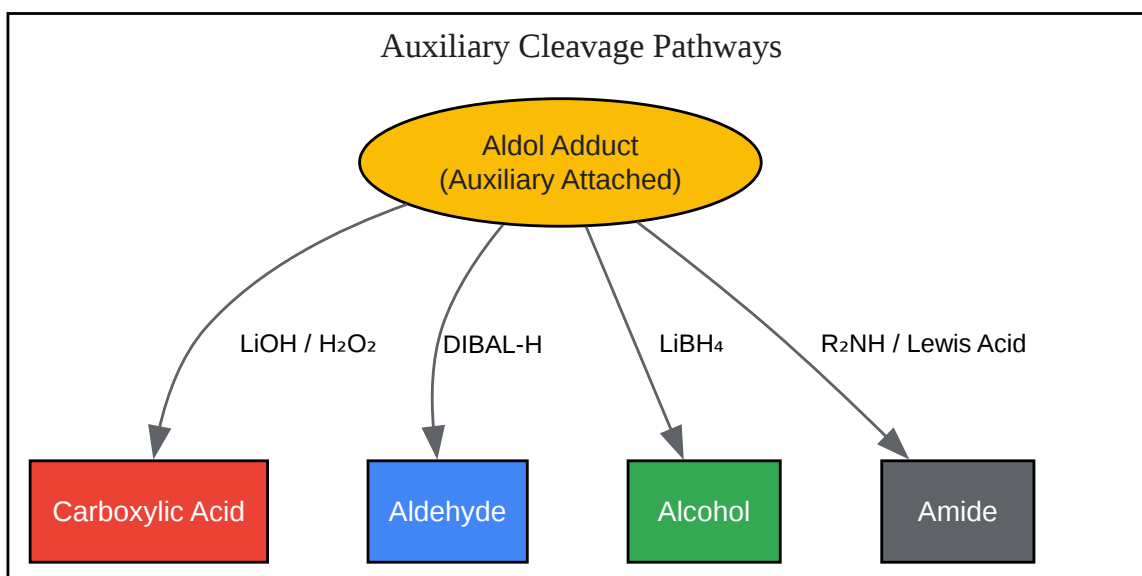 Auxiliary Cleavage Pathways
Aldol Adduct
(Auxiliary Attached)
LiOH / H₂O₂
DIBAL-H
LiBH₄
R₂NH / Lewis Acid
Carboxylic Acid
Aldehyde
Alcohol
Amide